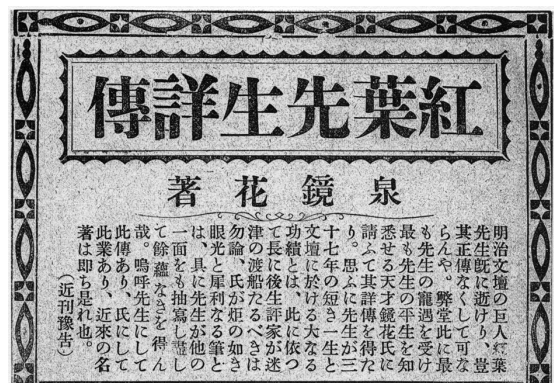 紅葉先生詳傳
泉鏡花著
明治文壇の巨人紅葉
先生旣に逝けり、豈
其正傳なくして可な
らんや。弊堂此に最
も先生の寵遇を受け
最も先生の平生を知
悉せる天才鏡花氏に
請ふて其詳傳を得た
り。思ふに先生が三
十七年の短き一生と
文壇に於ける大なる
功績とは、此に依つ
て長に後生評家が迷
津の渡船たるべきは
勿論、氏が炬の如き
眼光と犀利なる筆と
は、具に先生が他の
一面をも抽寫し盡し
て餘蘊なきを得ん
哉。嗚呼先生にして
此傳あり、氏にして
此業あり、近來の名
著は即ち是れ也。
(近刊豫告)